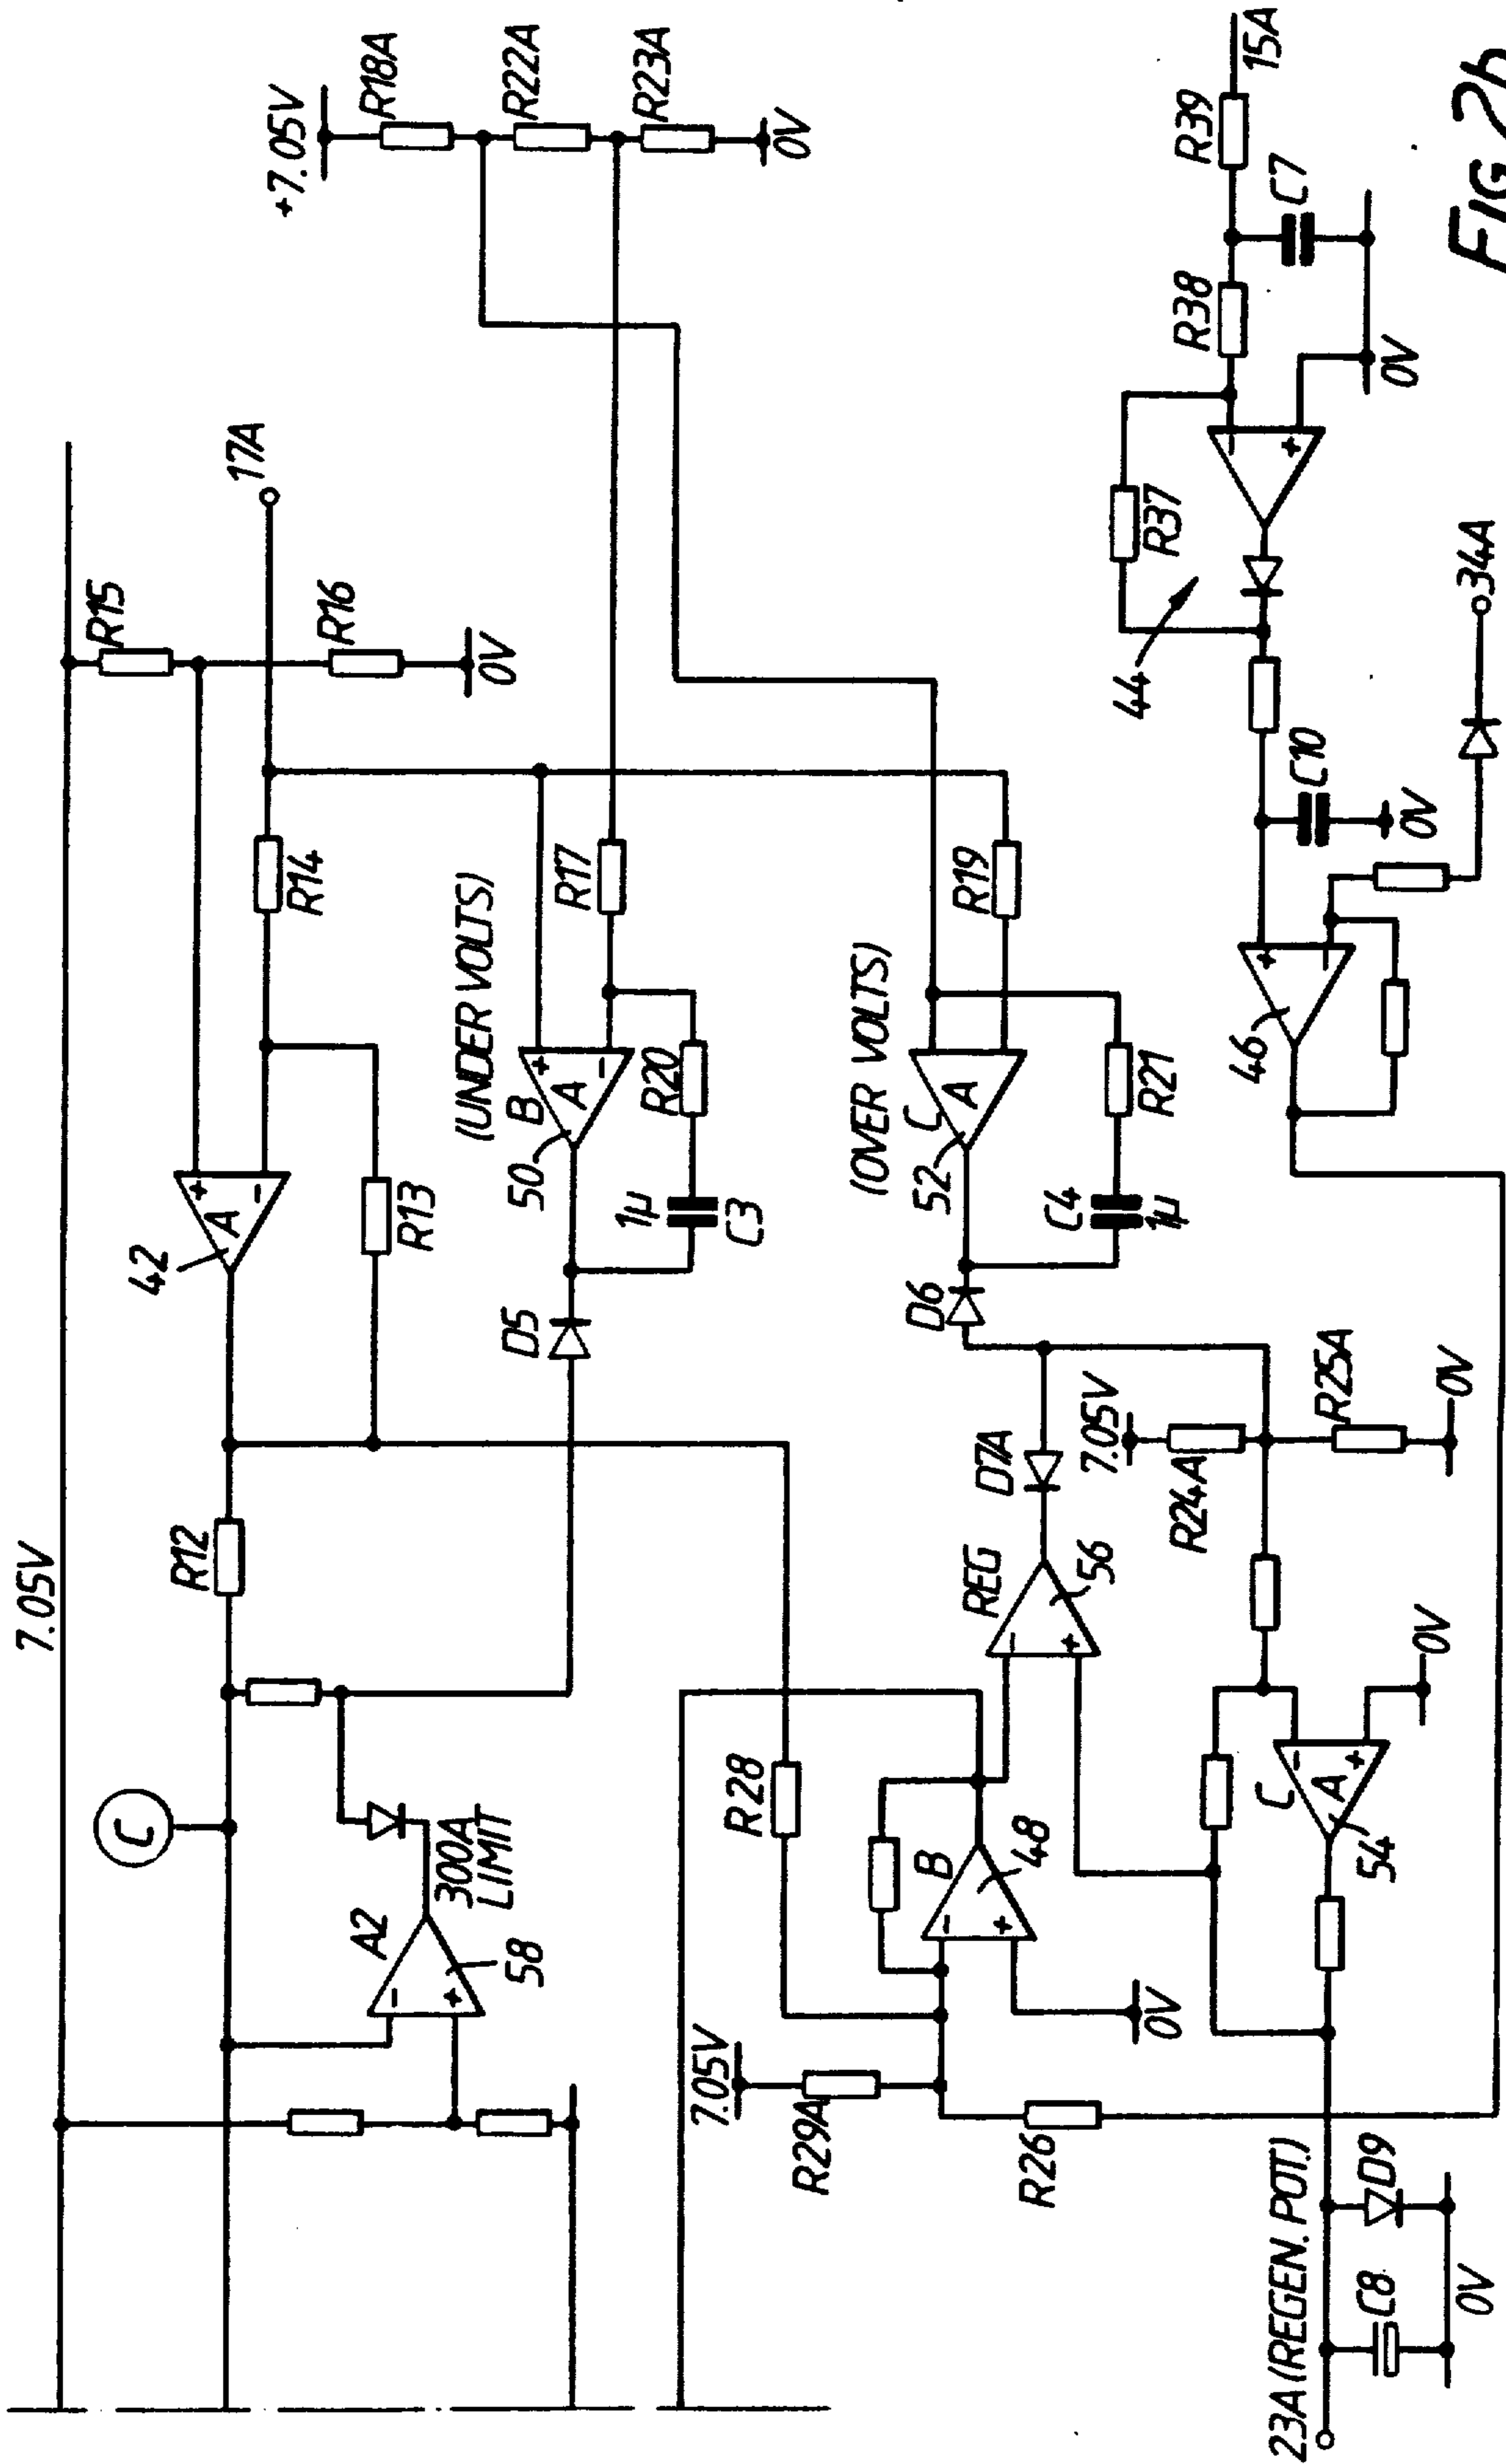 7.05V
R15
17A
R16
0V
+7.05V
R18A
R22A
R23A
0V
42
A
+
-
R14
R13
R12
C
A2
-
+
58
300A
LIMIT
(UNDER VOLTS)
B
A
+
-
50
R17
R20
1µ
C3
D5
(OVER VOLTS)
C
A
52
R19
R21
C4
1µ
D6
D7A
REG
56
-
+
7.05V
R24A
R25A
0V
R28
B
48
-
+
0V
7.05V
R29A
R26
C
A
-
+
54
0V
23A (REGEN. POT.)
C8
D9
0V
46
+
-
C10
0V
34A
44
R37
-
+
R38
R39
C7
0V
15A
FIG 2b